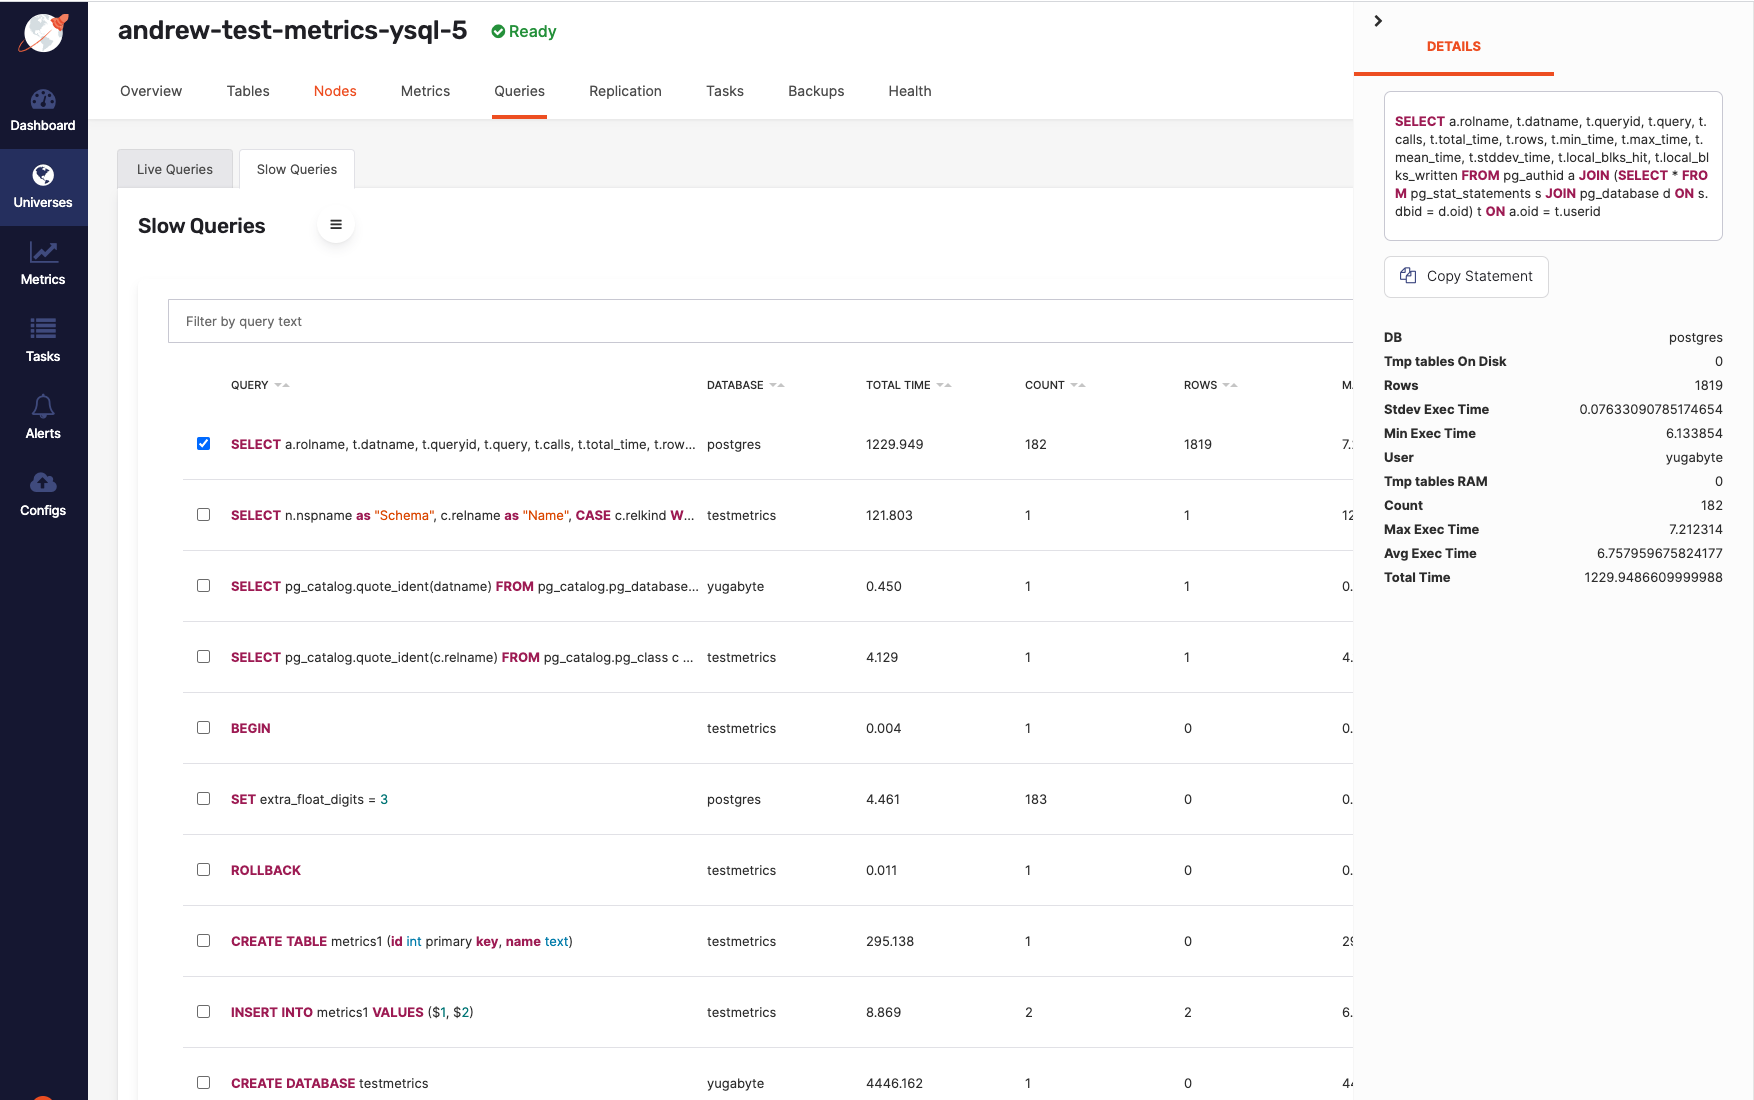 andrew-test-metrics-ysql-5 Ready
Overview Tables Nodes Metrics Queries Replication Tasks Backups Health
Dashboard
Universes
Metrics
Tasks
Alerts
Configs
Live Queries Slow Queries
Slow Queries
Filter by query text
QUERY DATABASE TOTAL TIME COUNT ROWS
SELECT a.rolname, t.datname, t.queryid, t.query, t.calls, t.total_time, t.row... postgres 1229.949 182 1819 7.
SELECT n.nspname as "Schema", c.relname as "Name", CASE c.relkind W... testmetrics 121.803 1 1 12
SELECT pg_catalog.quote_ident(datname) FROM pg_catalog.pg_database... yugabyte 0.450 1 1 0.
SELECT pg_catalog.quote_ident(c.relname) FROM pg_catalog.pg_class c ... testmetrics 4.129 1 1 4.
BEGIN testmetrics 0.004 1 0 0.
SET extra_float_digits = 3 postgres 4.461 183 0 0.
ROLLBACK testmetrics 0.011 1 0 0.
CREATE TABLE metrics1 (id int primary key, name text) testmetrics 295.138 1 0 29
INSERT INTO metrics1 VALUES ($1, $2) testmetrics 8.869 2 2 6.
CREATE DATABASE testmetrics yugabyte 4446.162 1 0 44
DETAILS
SELECT a.rolname, t.datname, t.queryid, t.query, t.
calls, t.total_time, t.rows, t.min_time, t.max_time, t.
mean_time, t.stddev_time, t.local_blks_hit, t.local_bl
ks_written FROM pg_authid a JOIN (SELECT * FRO
M pg_stat_statements s JOIN pg_database d ON s.
dbid = d.oid) t ON a.oid = t.userid
Copy Statement
DB postgres
Tmp tables On Disk 0
Rows 1819
Stdev Exec Time 0.07633090785174654
Min Exec Time 6.133854
User yugabyte
Tmp tables RAM 0
Count 182
Max Exec Time 7.212314
Avg Exec Time 6.757959675824177
Total Time 1229.9486609999988